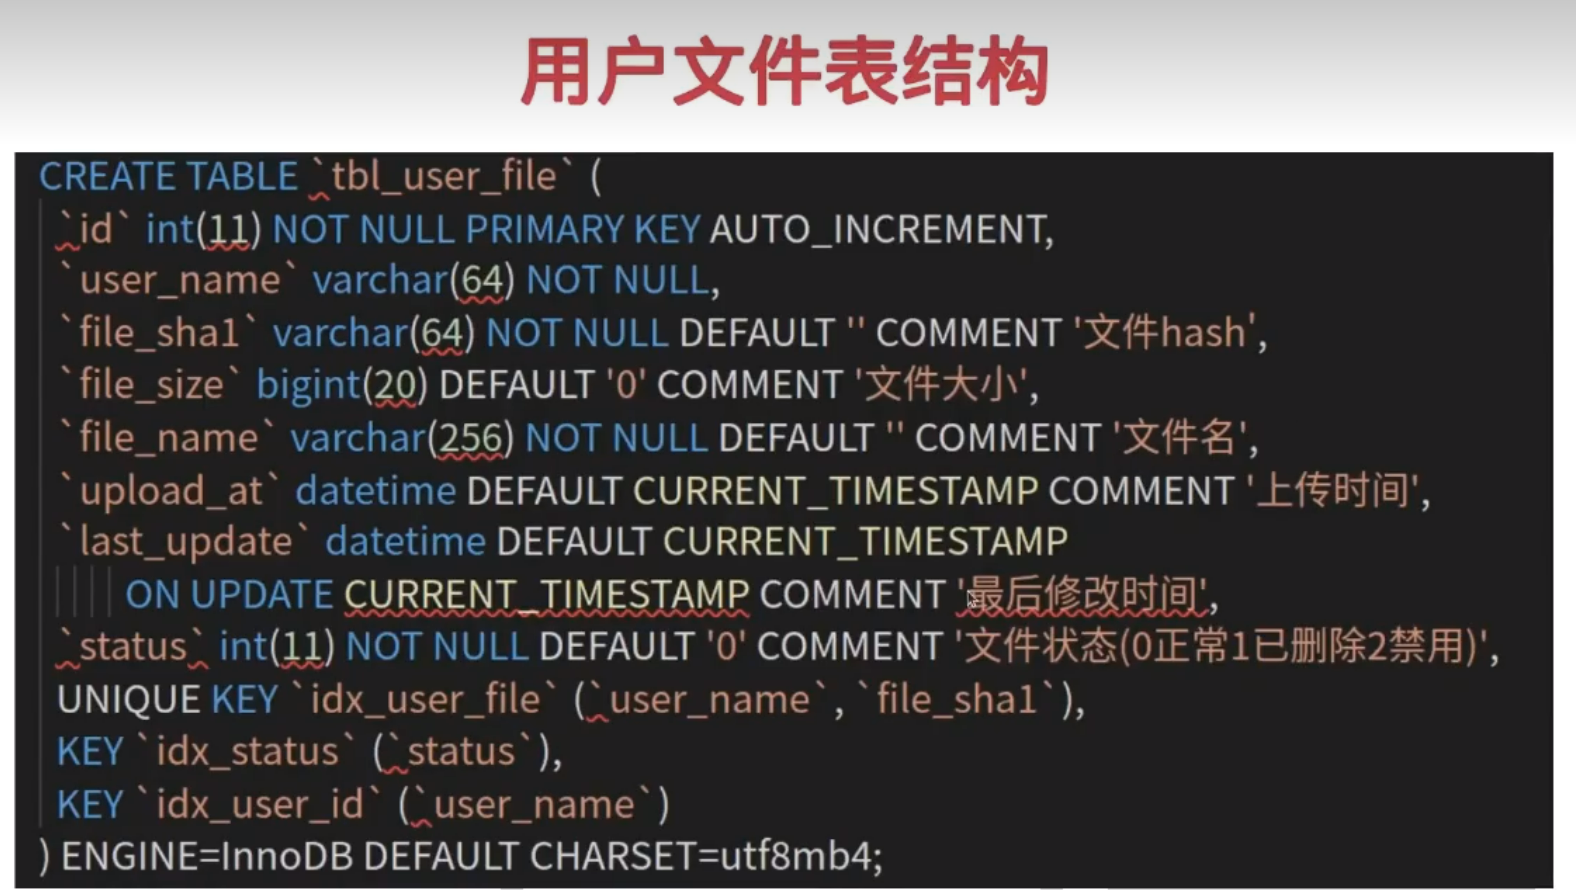 用户文件表结构
CREATE TABLE `tbl_user_file` (
`id` int(11) NOT NULL PRIMARY KEY AUTO_INCREMENT,
`user_name` varchar(64) NOT NULL,
`file_sha1` varchar(64) NOT NULL DEFAULT '' COMMENT '文件hash',
`file_size` bigint(20) DEFAULT '0' COMMENT '文件大小',
`file_name` varchar(256) NOT NULL DEFAULT '' COMMENT '文件名',
`upload_at` datetime DEFAULT CURRENT_TIMESTAMP COMMENT '上传时间',
`last_update` datetime DEFAULT CURRENT_TIMESTAMP
ON UPDATE CURRENT_TIMESTAMP COMMENT '最后修改时间',
`status` int(11) NOT NULL DEFAULT '0' COMMENT '文件状态(0正常1已删除2禁用)',
UNIQUE KEY `idx_user_file` (`user_name`, `file_sha1`),
KEY `idx_status` (`status`),
KEY `idx_user_id` (`user_name`)
) ENGINE=InnoDB DEFAULT CHARSET=utf8mb4;